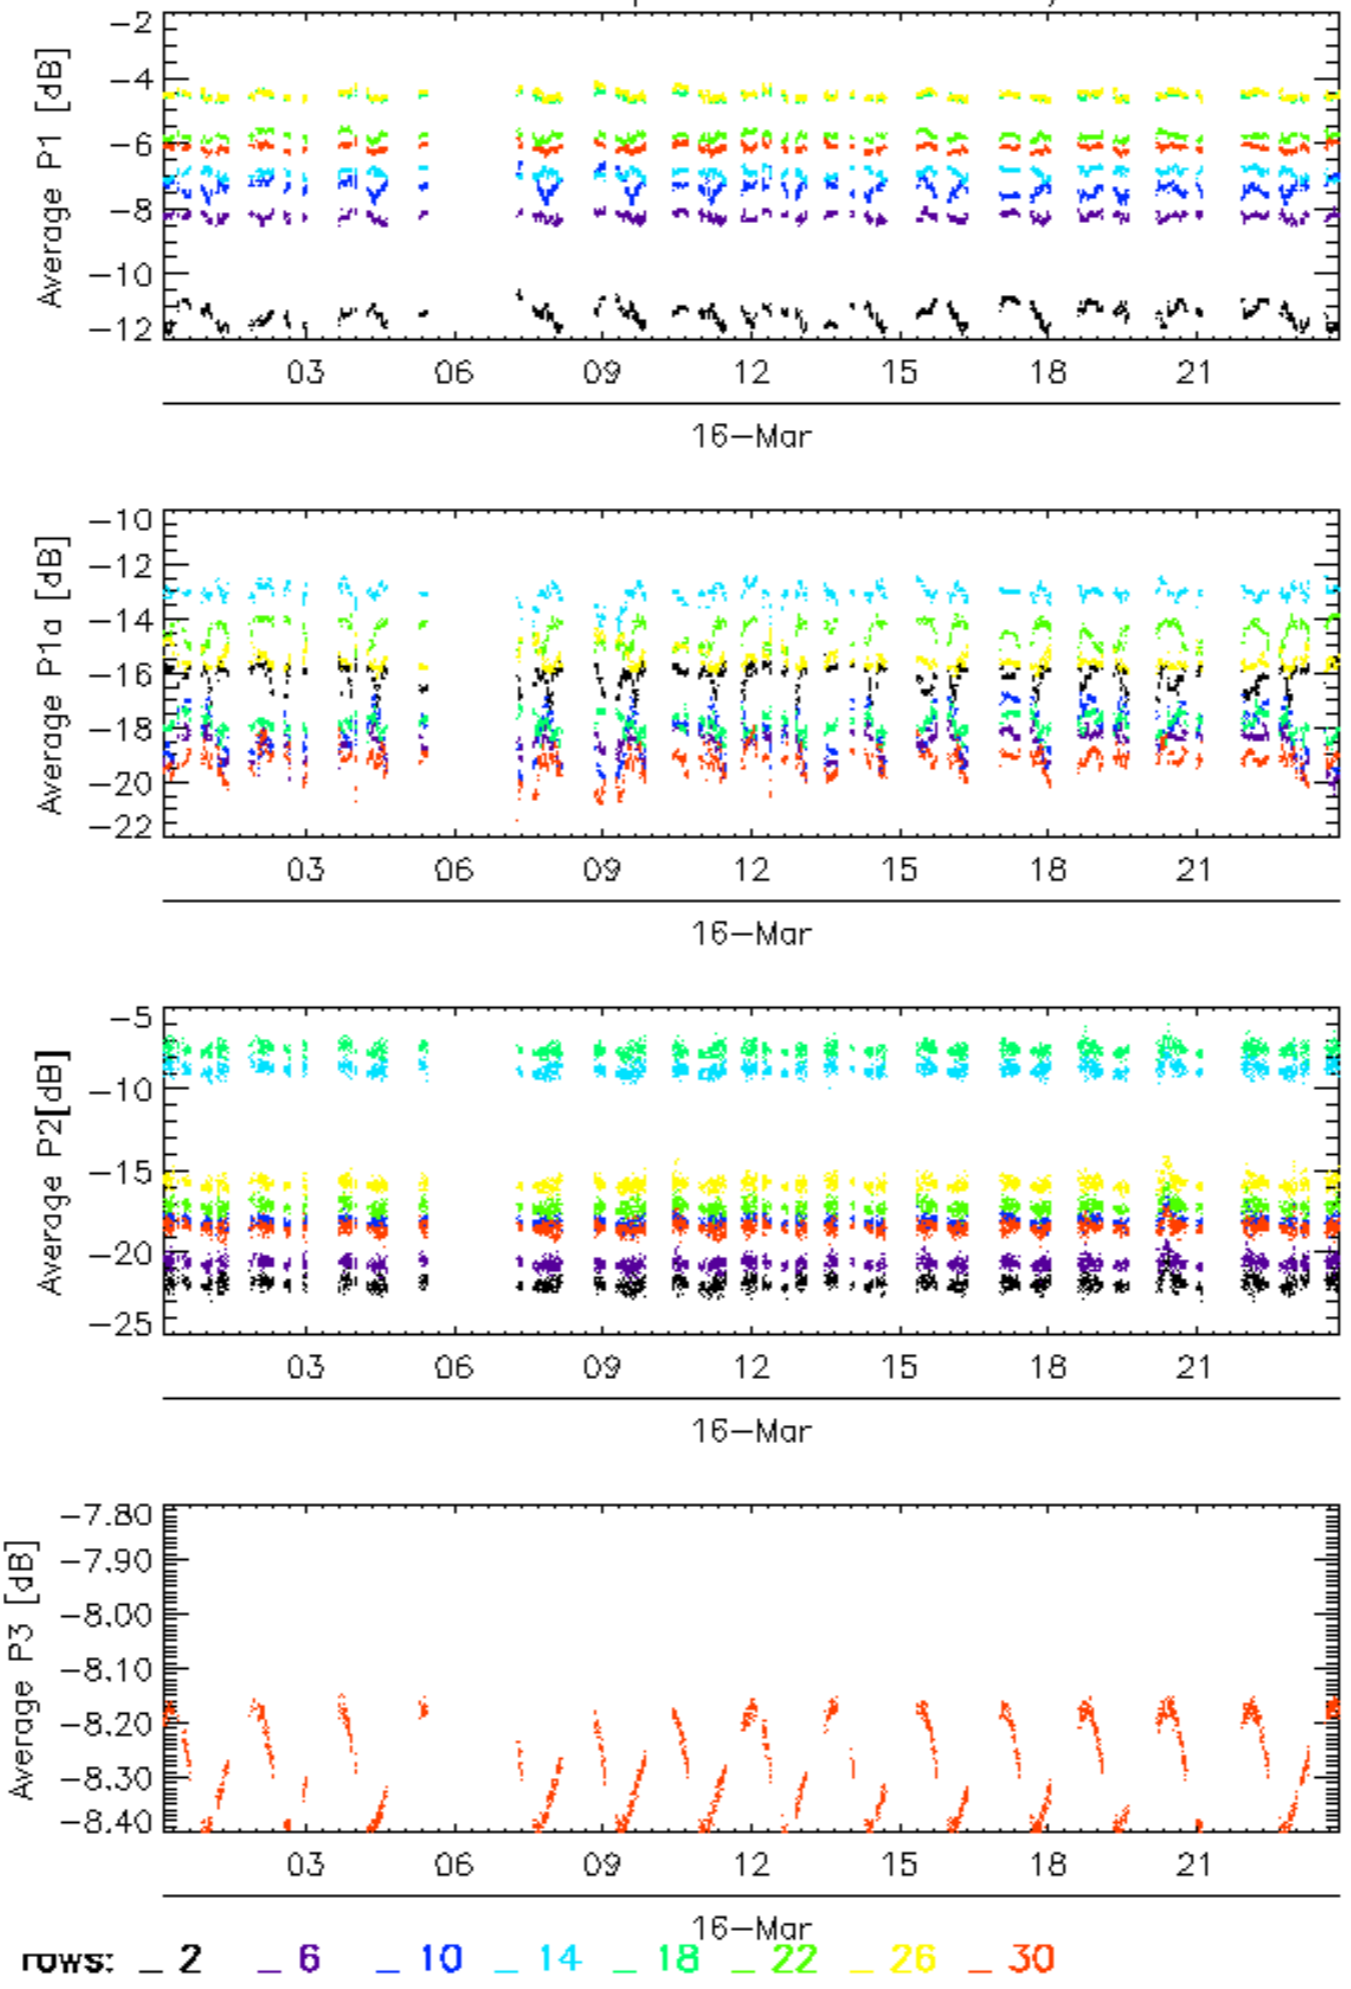 Average P1 [dB]
−2
−4
−6
−8
−10
−12
03 06 09 12 15 18 21
16−Mar
Average P1a [dB]
−10
−12
−14
−16
−18
−20
−22
03 06 09 12 15 18 21
16−Mar
Average P2[dB]
−5
−10
−15
−20
−25
03 06 09 12 15 18 21
16−Mar
Average P3 [dB]
−7.80
−7.90
−8.00
−8.10
−8.20
−8.30
−8.40
03 06 09 12 15 18 21
16−Mar
rows: _ 2 _ 6 _ 10 _ 14 _ 18 _ 22 _ 26 _ 30